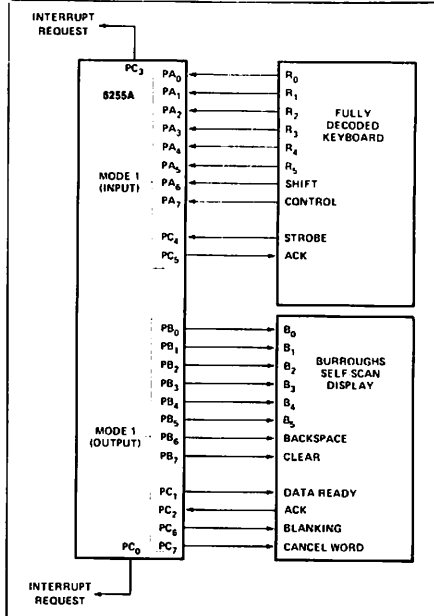 INTERRUPT
REQUEST
PC3
8255A
MODE 1
(INPUT)
PA0 R0
PA1 R1
PA2 R2
PA3 R3
PA4 R4
PA5 R5
PA6 SHIFT
PA7 CONTROL
PC4 STROBE
PC5 ACK
FULLY
DECODED
KEYBOARD
MODE 1
(OUTPUT)
PB0 B0
PB1 B1
PB2 B2
PB3 B3
PB4 B4
PB5 B5
PB6 BACKSPACE
PB7 CLEAR
PC1 DATA READY
PC2 ACK
PC6 BLANKING
PC7 CANCEL WORD
BURROUGHS
SELF SCAN
DISPLAY
PC0
INTERRUPT
REQUEST